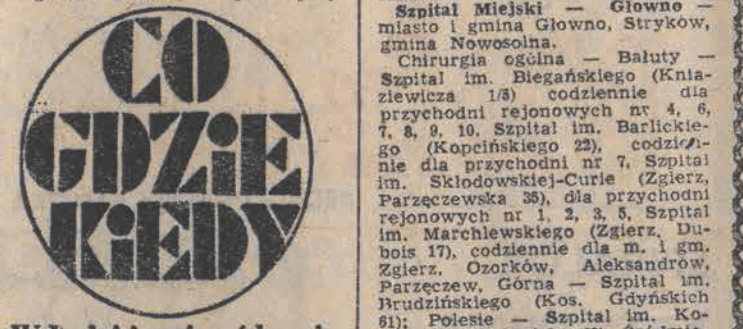 CO
GDZiE
KiEDY
Szpital Miejski — Głowno —
miasto i gmina Głowno, Stryków,
gmina Nowosolna.
Chirurgia ogólna — Bałuty —
Szpital im. Biegańskiego (Knia-
ziewicza 1/5) codziennie dla
przychodni rejonowych nr 4, 6,
7, 8, 9, 10, Szpital im. Barlickie-
go (Kopcińskiego 22), codzien-
nie dla przychodni nr 7, Szpital
im. Skłodowskiej-Curie (Zgierz,
Parzęczewska 35), dla przychodni
rejonowych nr 1, 2, 3, 5, Szpital
im. Marchlewskiego (Zgierz, Du-
bois 17), codziennie dla m. i gm.
Zgierz, Ozorków, Aleksandrów,
Parzęczew, Górna — Szpital im.
Brudzińskiego (Kos. Gdyńskich
61); Polesie — Szpital im. Ko-